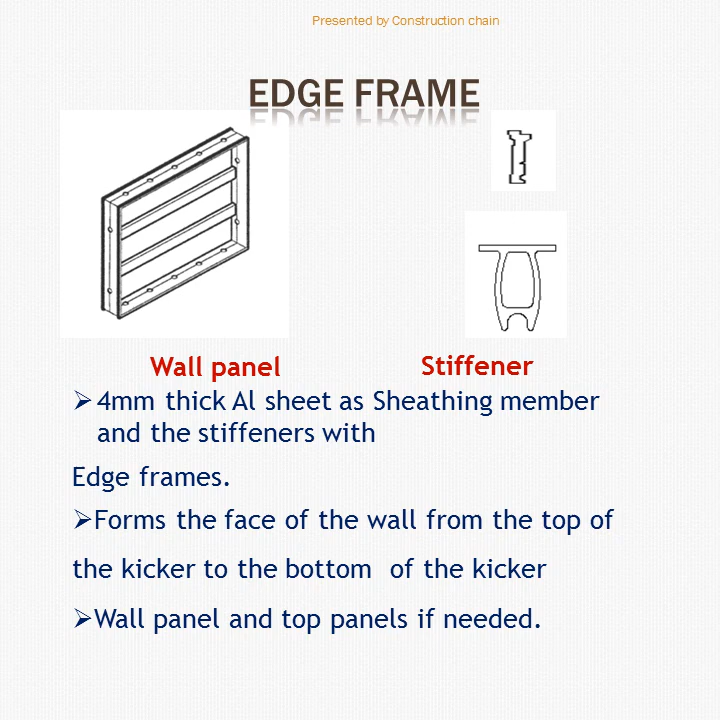 Presented by Construction chain
EDGE FRAME
Wall panel
Stiffener
➢4mm thick Al sheet as Sheathing member
and the stiffeners with
Edge frames.
➢Forms the face of the wall from the top of
the kicker to the bottom of the kicker
➢Wall panel and top panels if needed.